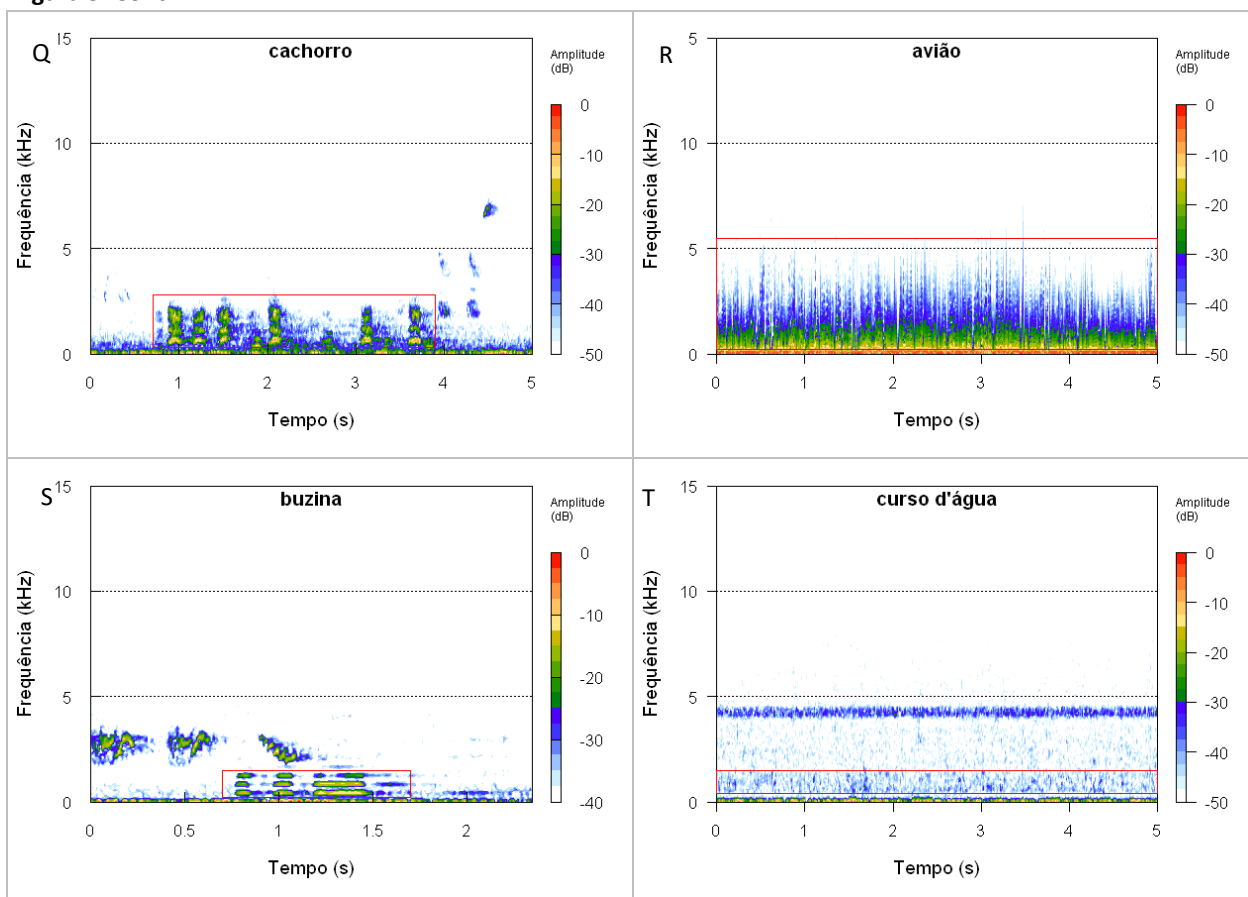 Q
cachorro
Frequência (kHz)
15
10
5
0
0 1 2 3 4 5
Tempo (s)
Amplitude
(dB)
0
-10
-20
-30
-40
-50
R
avião
Frequência (kHz)
5
10
5
0
0 1 2 3 4 5
Tempo (s)
Amplitude
(dB)
0
-10
-20
-30
-40
-50
S
buzina
Frequência (kHz)
15
10
5
0
0 0.5 1 1.5 2
Tempo (s)
Amplitude
(dB)
0
-10
-20
-30
-40
T
curso d'água
Frequência (kHz)
15
10
5
0
0 1 2 3 4 5
Tempo (s)
Amplitude
(dB)
0
-10
-20
-30
-40
-50